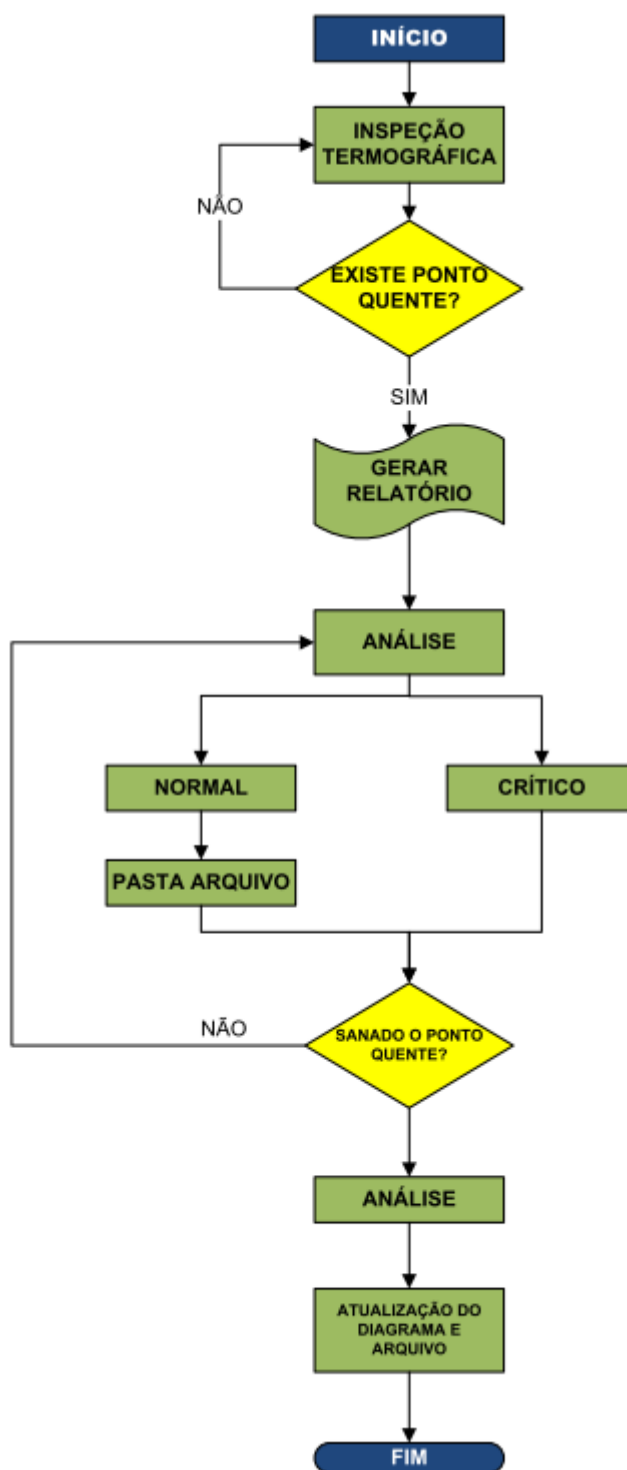 INÍCIO
INSPEÇÃO
TERMOGRÁFICA
NÃO
EXISTE PONTO
QUENTE?
SIM
GERAR
RELATÓRIO
ANÁLISE
NORMAL
CRÍTICO
PASTA ARQUIVO
NÃO
SANADO O PONTO
QUENTE?
ANÁLISE
ATUALIZAÇÃO DO
DIAGRAMA E
ARQUIVO
FIM